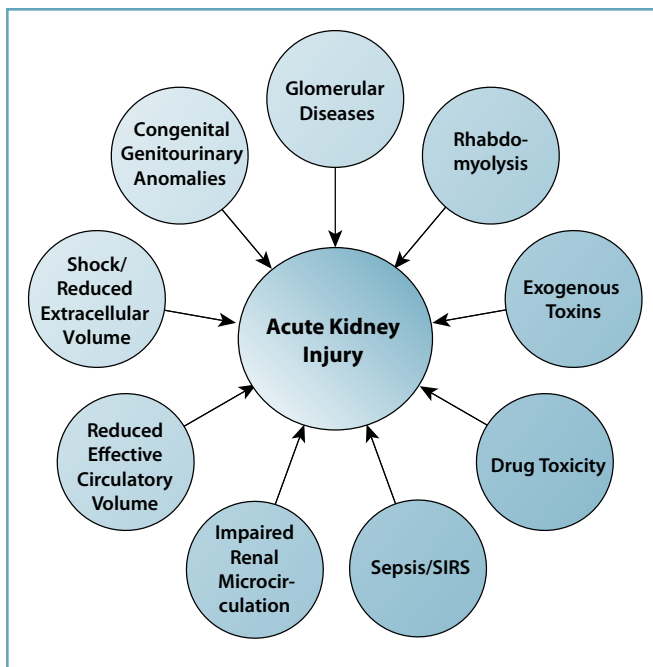 Glomerular
Diseases
Rhabdo-
myolysis
Exogenous
Toxins
Drug Toxicity
Sepsis/SIRS
Impaired
Renal
Microcir-
culation
Reduced
Effective
Circulatory
Volume
Shock/
Reduced
Extracellular
Volume
Congenital
Genitourinary
Anomalies
Acute Kidney
Injury